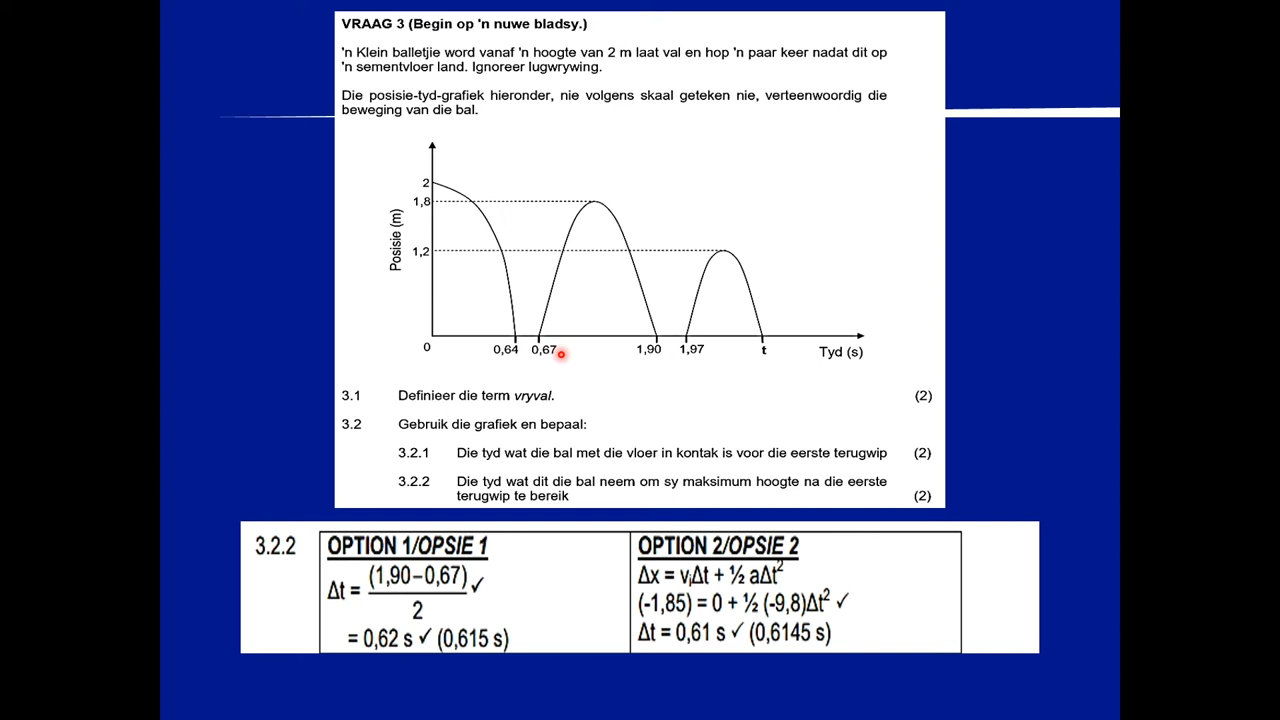 VRAAG 3 (Begin op 'n nuwe bladsy.)
'n Klein balletjie word vanaf 'n hoogte van 2 m laat val en hop 'n paar keer nadat dit op
'n sementvloer land. Ignoreer lugwrywing.
Die posisie-tyd-grafiek hieronder, nie volgens skaal geteken nie, verteenwoordig die
beweging van die bal.
Posisie (m)
2
1,8
1,2
0
0,64
0,67
1,90
1,97
t
Tyd (s)
3.1 Definieer die term vryval. (2)
3.2 Gebruik die grafiek en bepaal:
3.2.1 Die tyd wat die bal met die vloer in kontak is voor die eerste terugwip (2)
3.2.2 Die tyd wat dit die bal neem om sy maksimum hoogte na die eerste
terugwip te bereik (2)
3.2.2
OPTION 1/OPSIE 1
Δt = (1,90–0,67) ✓
2
= 0,62 s ✓ (0,615 s)
OPTION 2/OPSIE 2
Δx = viΔt + ½ aΔt²
(-1,85) = 0 + ½ (-9,8)Δt² ✓
Δt = 0,61 s ✓ (0,6145 s)